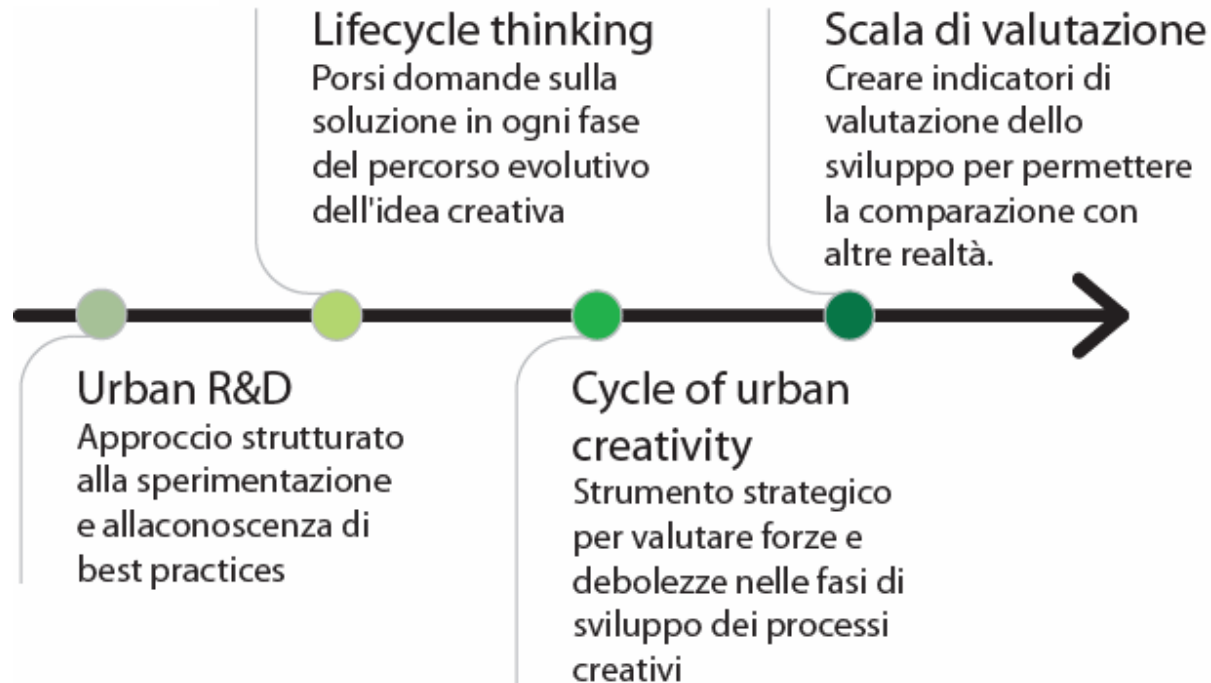 Lifecycle thinking
Porsi domande sulla
soluzione in ogni fase
del percorso evolutivo
dell'idea creativa
Scala di valutazione
Creare indicatori di
valutazione dello
sviluppo per permettere
la comparazione con
altre realtà.
Urban R&D
Approccio strutturato
alla sperimentazione
e allaconoscenza di
best practices
Cycle of urban
creativity
Strumento strategico
per valutare forze e
debolezze nelle fasi di
sviluppo dei processi
creativi